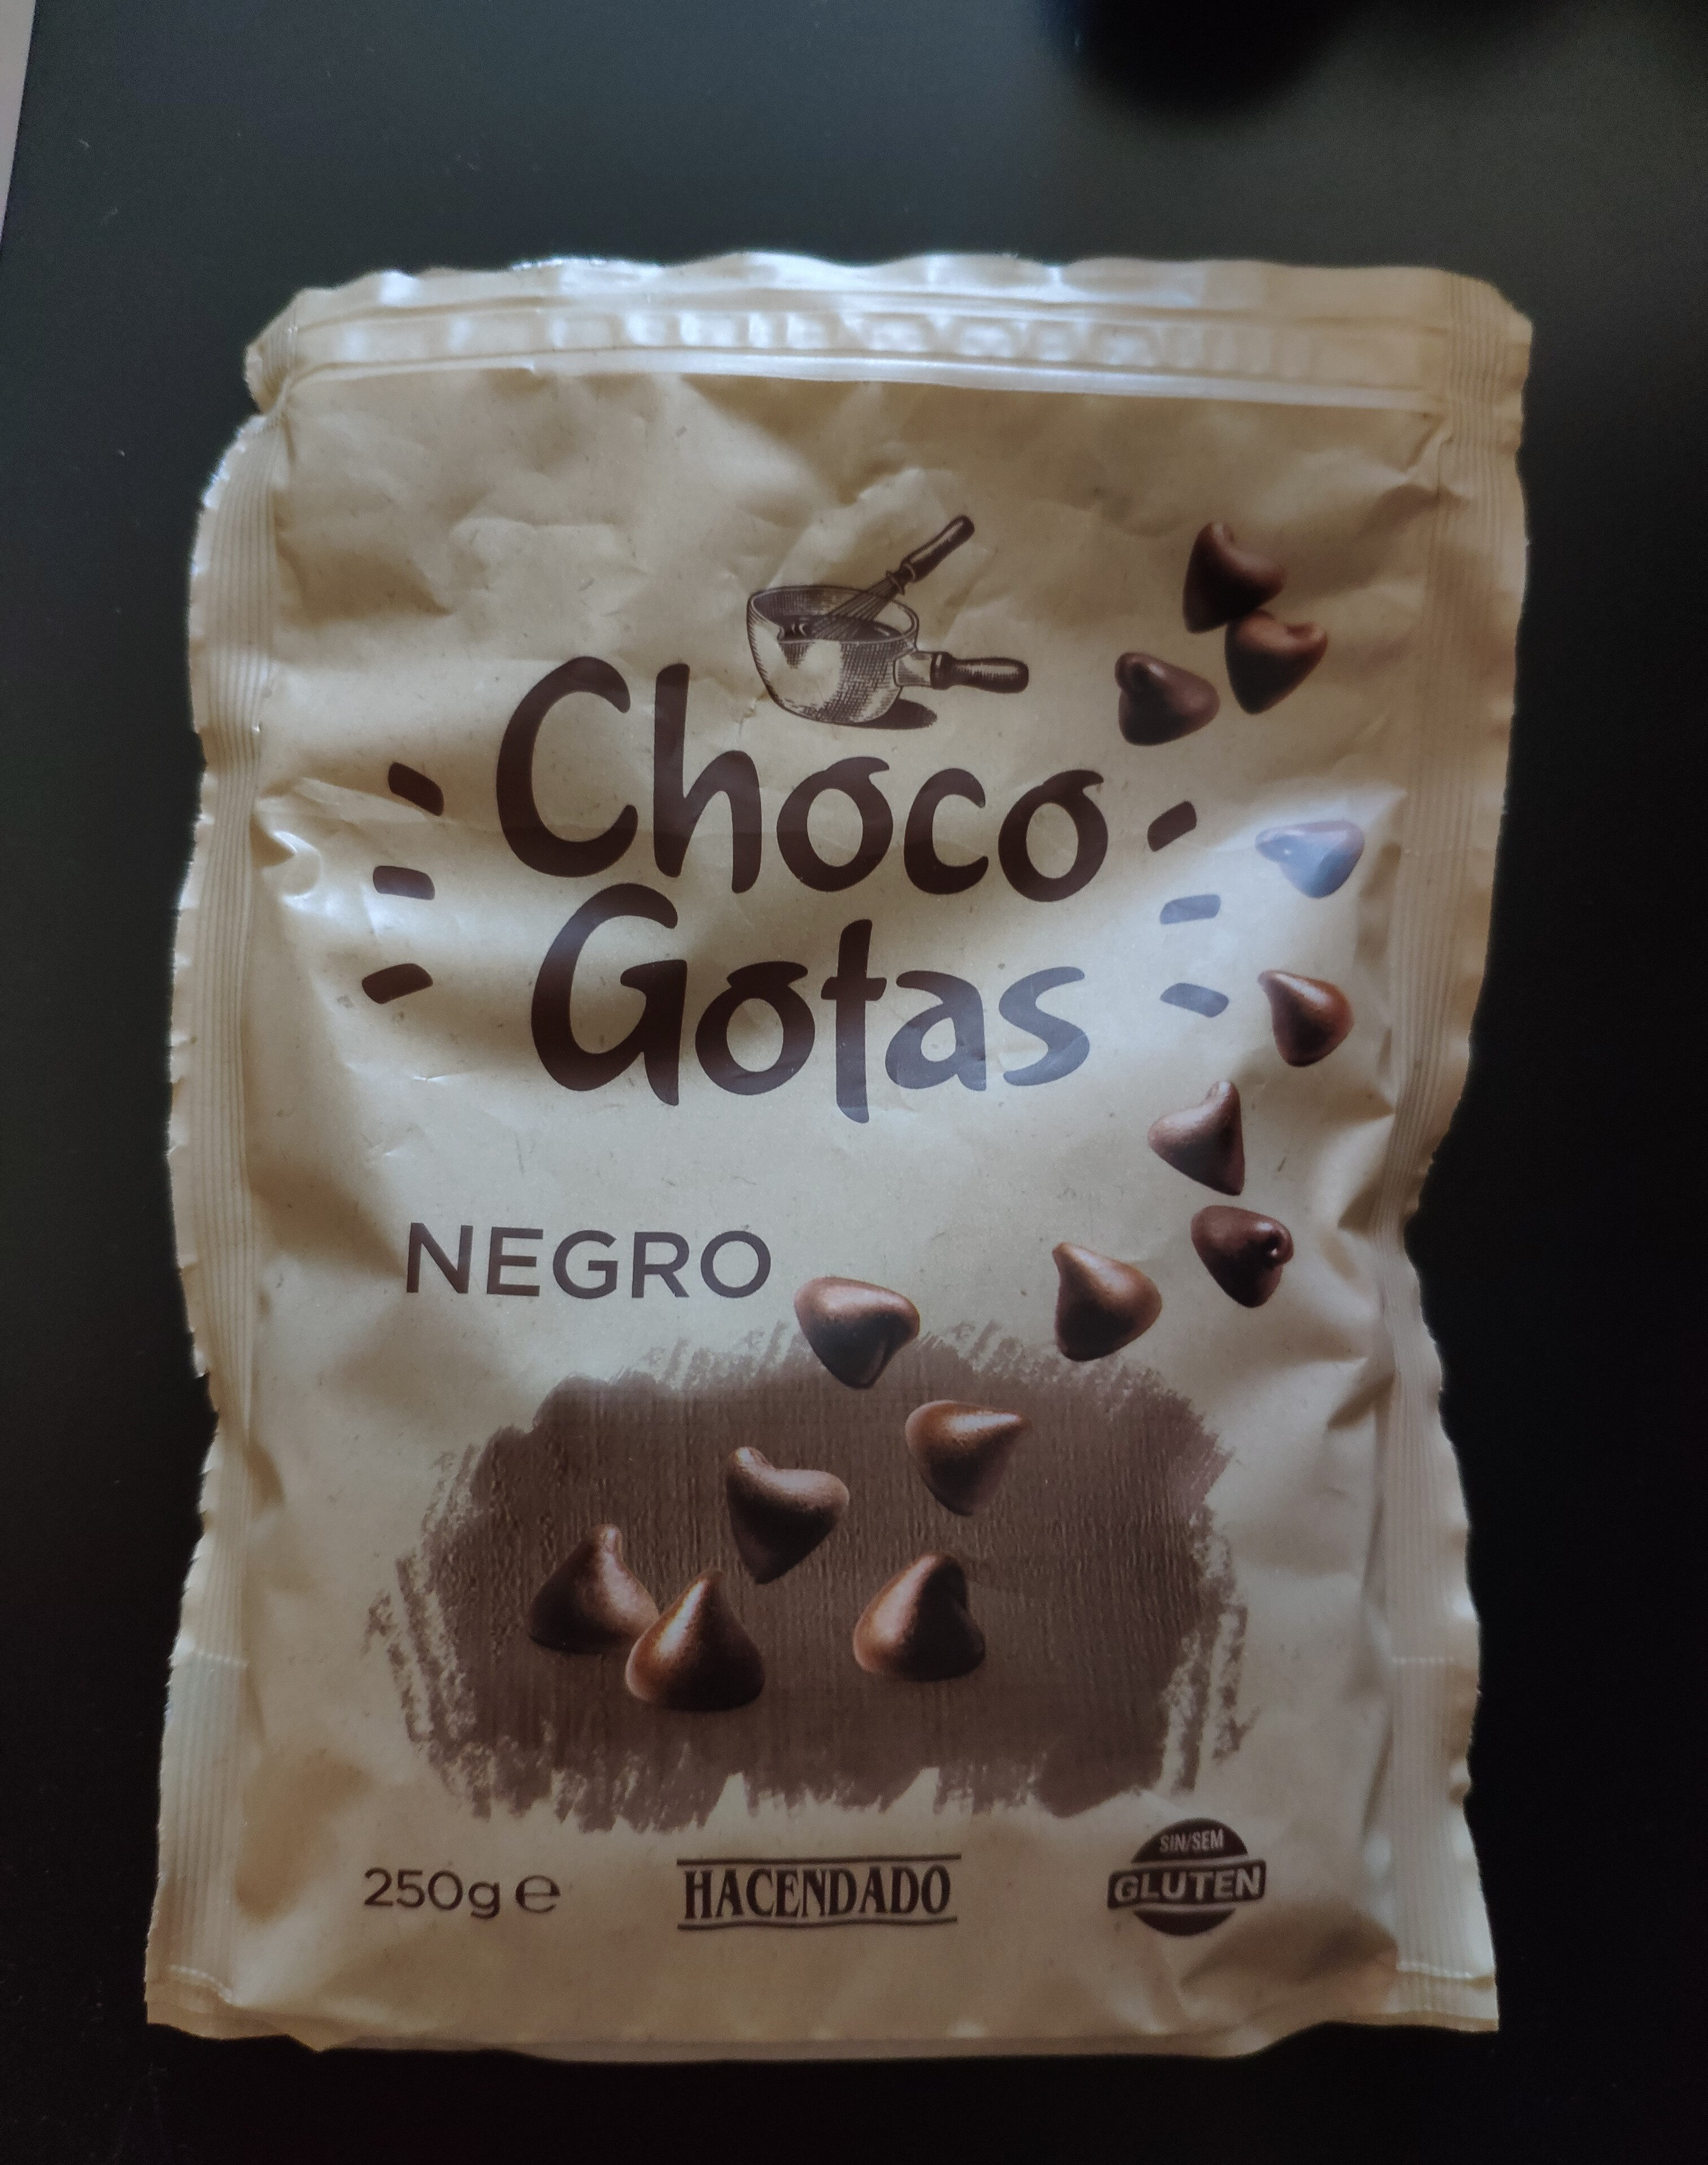 Choco
Gotas
NEGRO
250g ℮
HACENDADO
SIN/SEM
GLUTEN